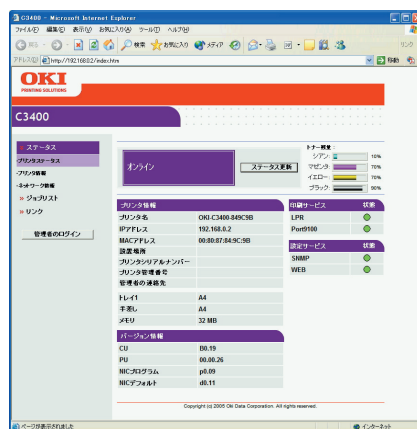 C3400 - Microsoft Internet Explorer
ファイル(F) 編集(E) 表示(V) お気に入り(A) ツール(T) ヘルプ(H)
戻る 検索 お気に入り メディア
アドレス(D) http://192.168.0.2/index.htm 移動 リンク
OKI
PRINTING SOLUTIONS
C3400
ステータス
・プリンタステータス
・プリンタ情報
・ネットワーク情報
» ジョブリスト
» リンク
管理者のログイン
オンライン
ステータス更新
トナー残量:
シアン: 10%
マゼンタ: 70%
イエロー: 70%
ブラック: 90%
プリンタ情報
プリンタ名 OKI-C3400-849C9B
IPアドレス 192.168.0.2
MACアドレス 00:80:87:84:9C:9B
設置場所
プリンタシリアルナンバー
プリンタ管理番号
管理者の連絡先
トレイ1 A4
手差し A4
メモリ 32 MB
バージョン情報
CU B0.19
PU 00.00.26
NICプログラム p0.09
NICデフォルト d0.11
印刷サービス 状態
LPR
Port9100
設定サービス 状態
SNMP
WEB
Copyright (c) 2005 Oki Data Corporation. All rights reserved.
ページが表示されました
インターネット